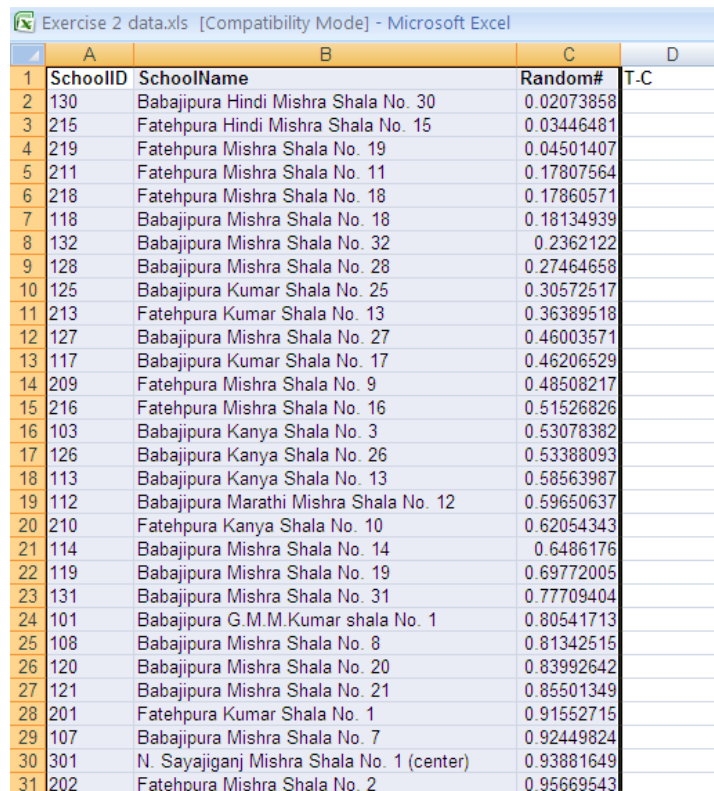 Exercise 2 data.xls [Compatibility Mode] - Microsoft Excel
A B C D
1 SchoolID SchoolName Random# T-C
2 130 Babajipura Hindi Mishra Shala No. 30 0.02073858
3 215 Fatehpura Hindi Mishra Shala No. 15 0.03446481
4 219 Fatehpura Mishra Shala No. 19 0.04501407
5 211 Fatehpura Mishra Shala No. 11 0.17807564
6 218 Fatehpura Mishra Shala No. 18 0.17860571
7 118 Babajipura Mishra Shala No. 18 0.18134939
8 132 Babajipura Mishra Shala No. 32 0.2362122
9 128 Babajipura Mishra Shala No. 28 0.27464658
10 125 Babajipura Kumar Shala No. 25 0.30572517
11 213 Fatehpura Kumar Shala No. 13 0.36389518
12 127 Babajipura Mishra Shala No. 27 0.46003571
13 117 Babajipura Kumar Shala No. 17 0.46206529
14 209 Fatehpura Mishra Shala No. 9 0.48508217
15 216 Fatehpura Mishra Shala No. 16 0.51526826
16 103 Babajipura Kanya Shala No. 3 0.53078382
17 126 Babajipura Kanya Shala No. 26 0.53388093
18 113 Babajipura Kanya Shala No. 13 0.58563987
19 112 Babajipura Marathi Mishra Shala No. 12 0.59650637
20 210 Fatehpura Kanya Shala No. 10 0.62054343
21 114 Babajipura Mishra Shala No. 14 0.6486176
22 119 Babajipura Mishra Shala No. 19 0.69772005
23 131 Babajipura Mishra Shala No. 31 0.77709404
24 101 Babajipura G.M.M.Kumar shala No. 1 0.80541713
25 108 Babajipura Mishra Shala No. 8 0.81342515
26 120 Babajipura Mishra Shala No. 20 0.83992642
27 121 Babajipura Mishra Shala No. 21 0.85501349
28 201 Fatehpura Kumar Shala No. 1 0.91552715
29 107 Babajipura Mishra Shala No. 7 0.92449824
30 301 N. Sayajiganj Mishra Shala No. 1 (center) 0.93881649
31 202 Fatehpura Mishra Shala No. 2 0.95669543